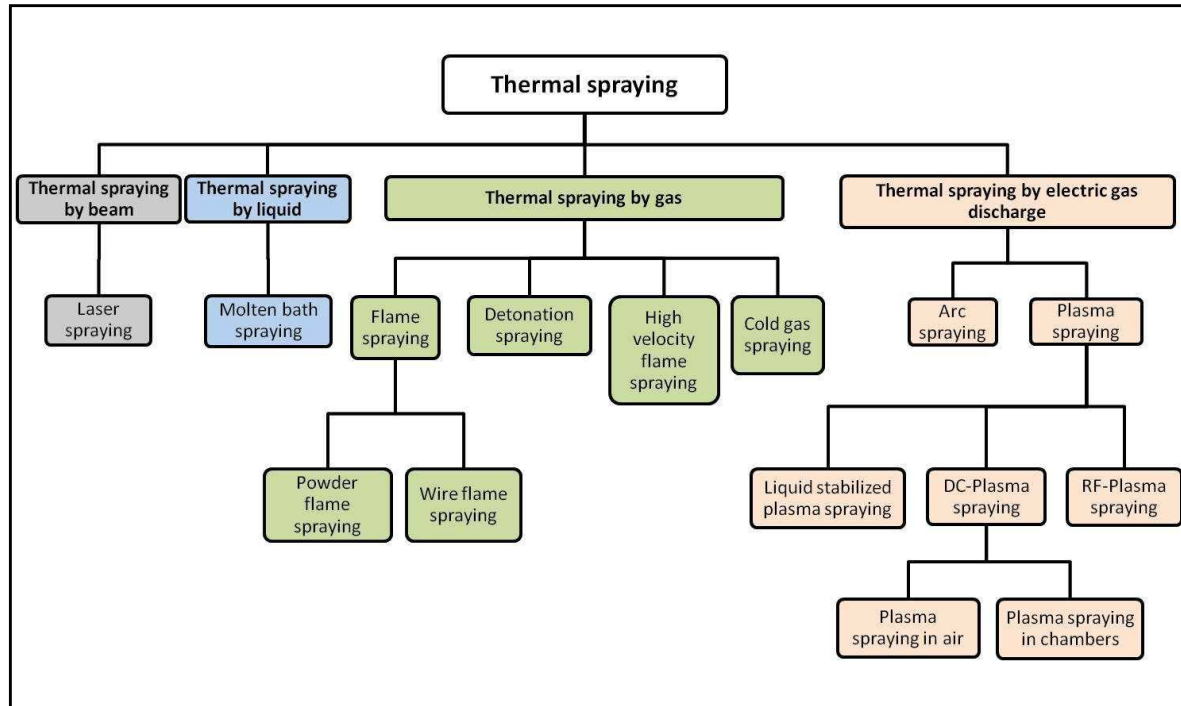 Thermal spraying
Thermal spraying
by beam
Thermal spraying
by liquid
Thermal spraying by gas
Thermal spraying by electric gas
discharge
Laser
spraying
Molten bath
spraying
Flame
spraying
Detonation
spraying
High
velocity
flame
spraying
Cold gas
spraying
Arc
spraying
Plasma
spraying
Powder
flame
spraying
Wire flame
spraying
Liquid stabilized
plasma spraying
DC-Plasma
spraying
RF-Plasma
spraying
Plasma
spraying in air
Plasma spraying
in chambers